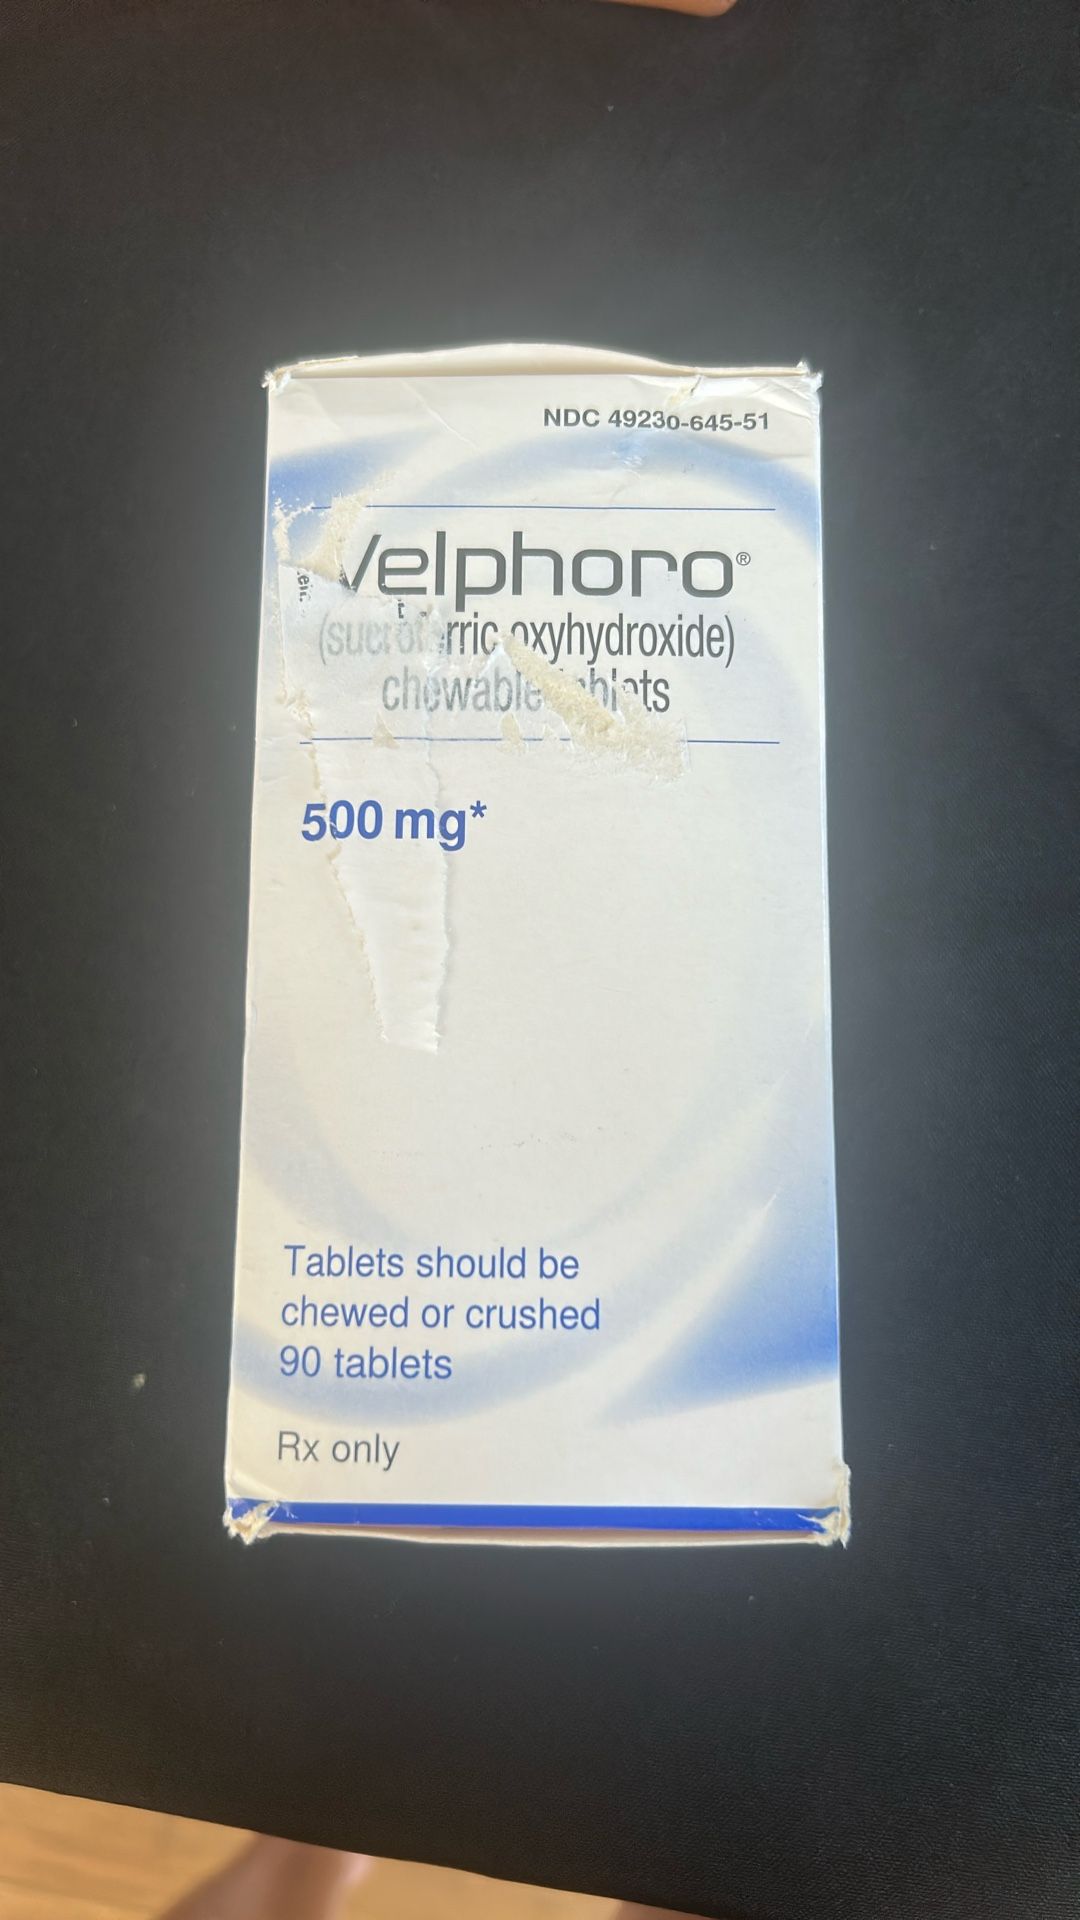 NDC 49230-645-51
Velphoro®
(sucroferric oxyhydroxide)
chewable tablets
500 mg*
Tablets should be
chewed or crushed
90 tablets
Rx only